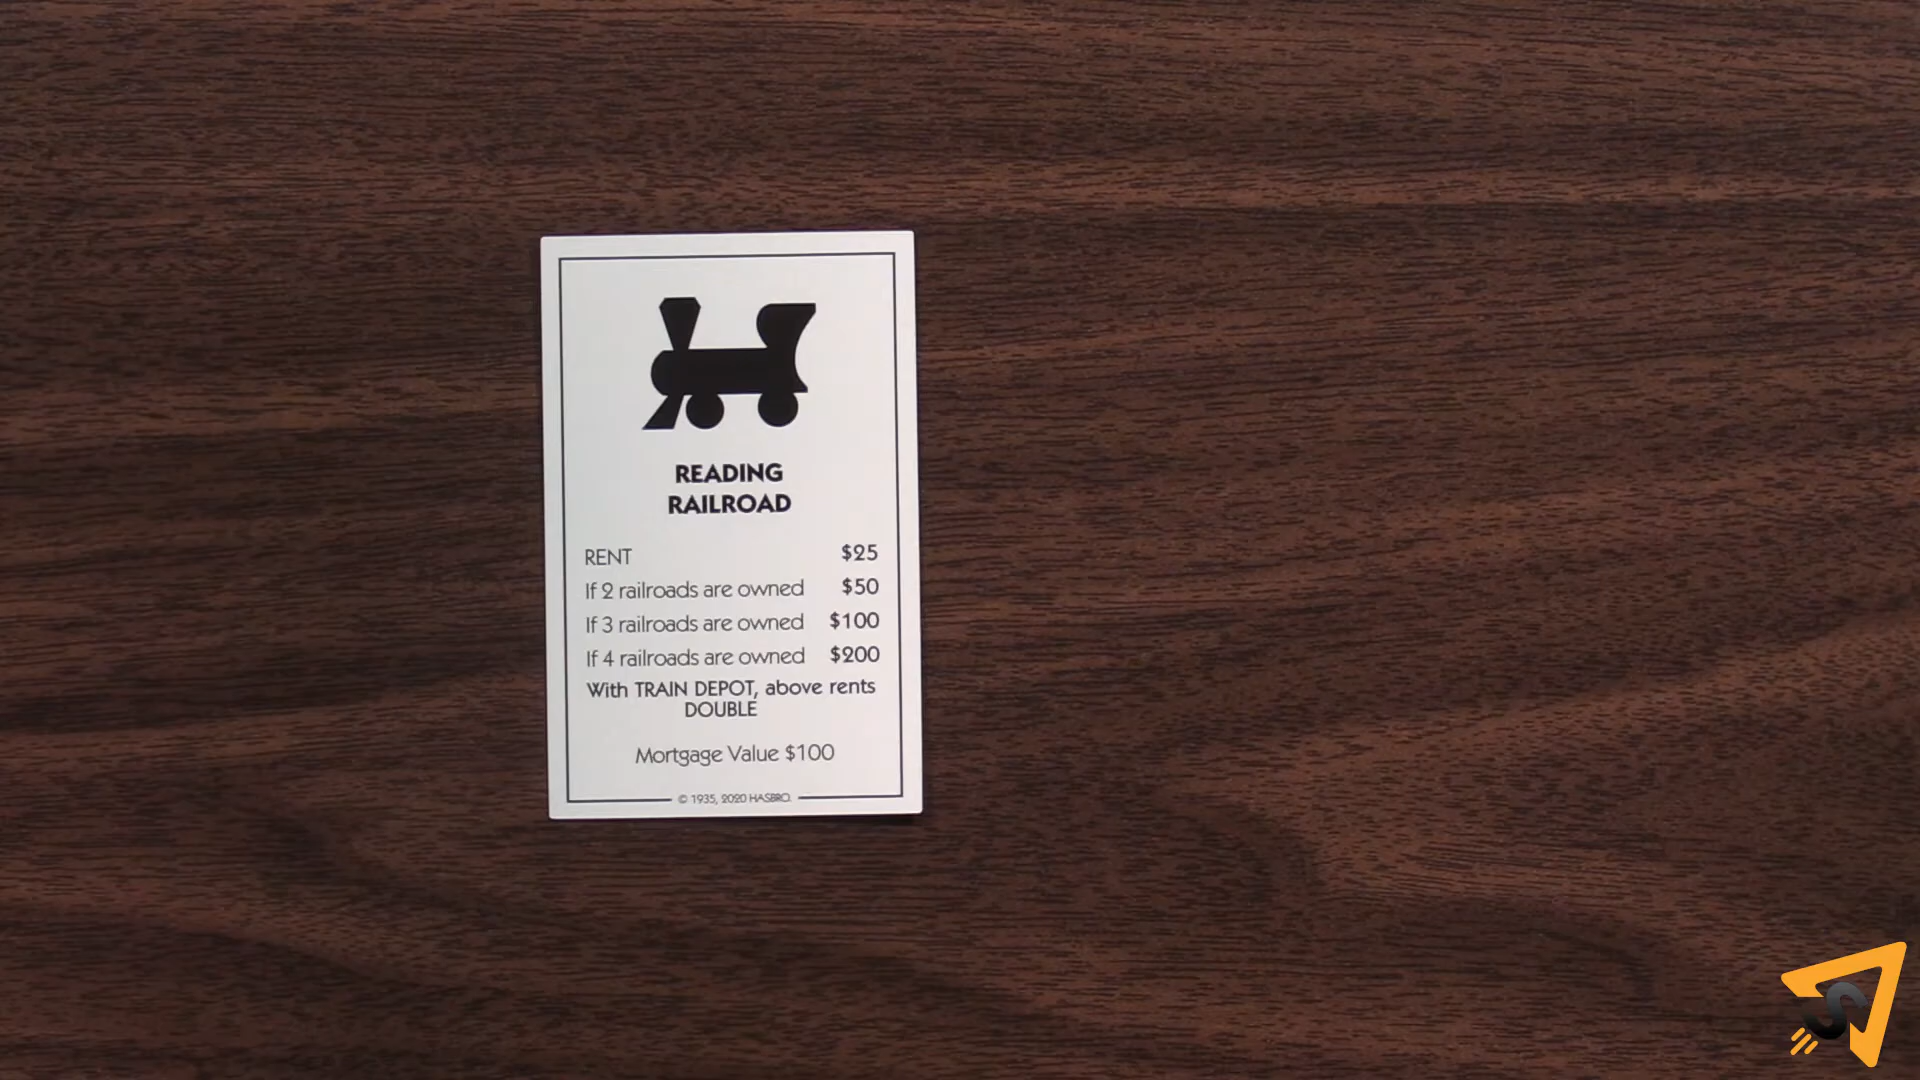 READING
RAILROAD
RENT $25
If 2 railroads are owned $50
If 3 railroads are owned $100
If 4 railroads are owned $200
With TRAIN DEPOT, above rents
DOUBLE
Mortgage Value $100
© 1935, 2020 HASBRO.
S